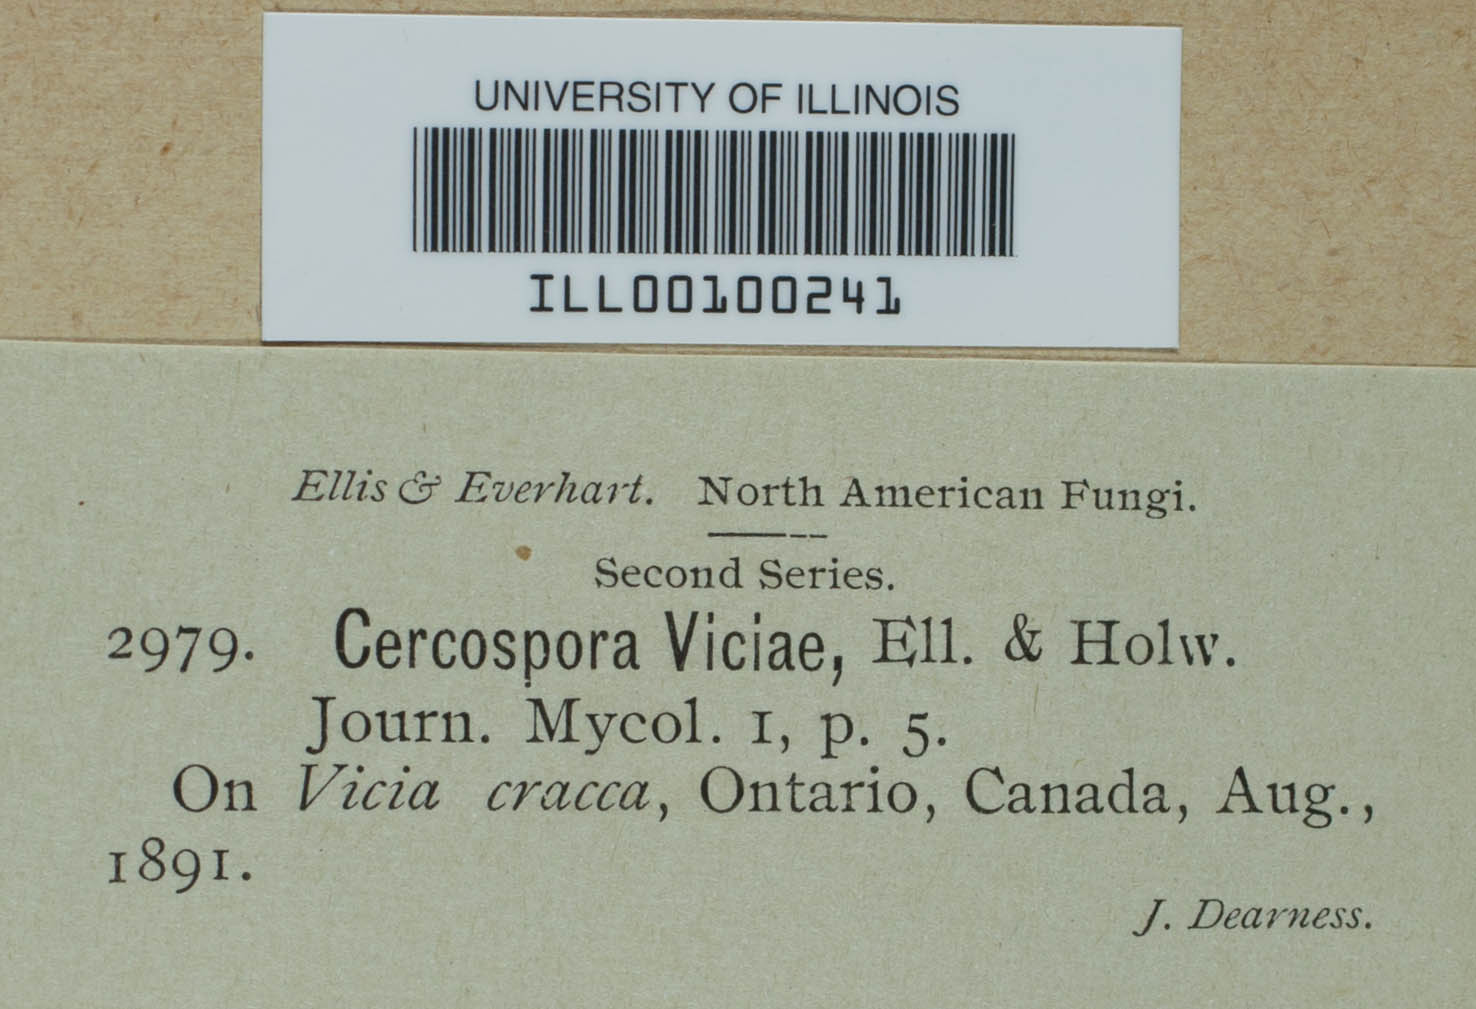 UNIVERSITY OF ILLINOIS
ILL00100241
Ellis & Everhart. North American Fungi.
Second Series.
2979. Cercospora Viciae, Ell. & Holw.
Journ. Mycol. 1, p. 5.
On Vicia cracca, Ontario, Canada, Aug.,
1891.
J. Dearness.